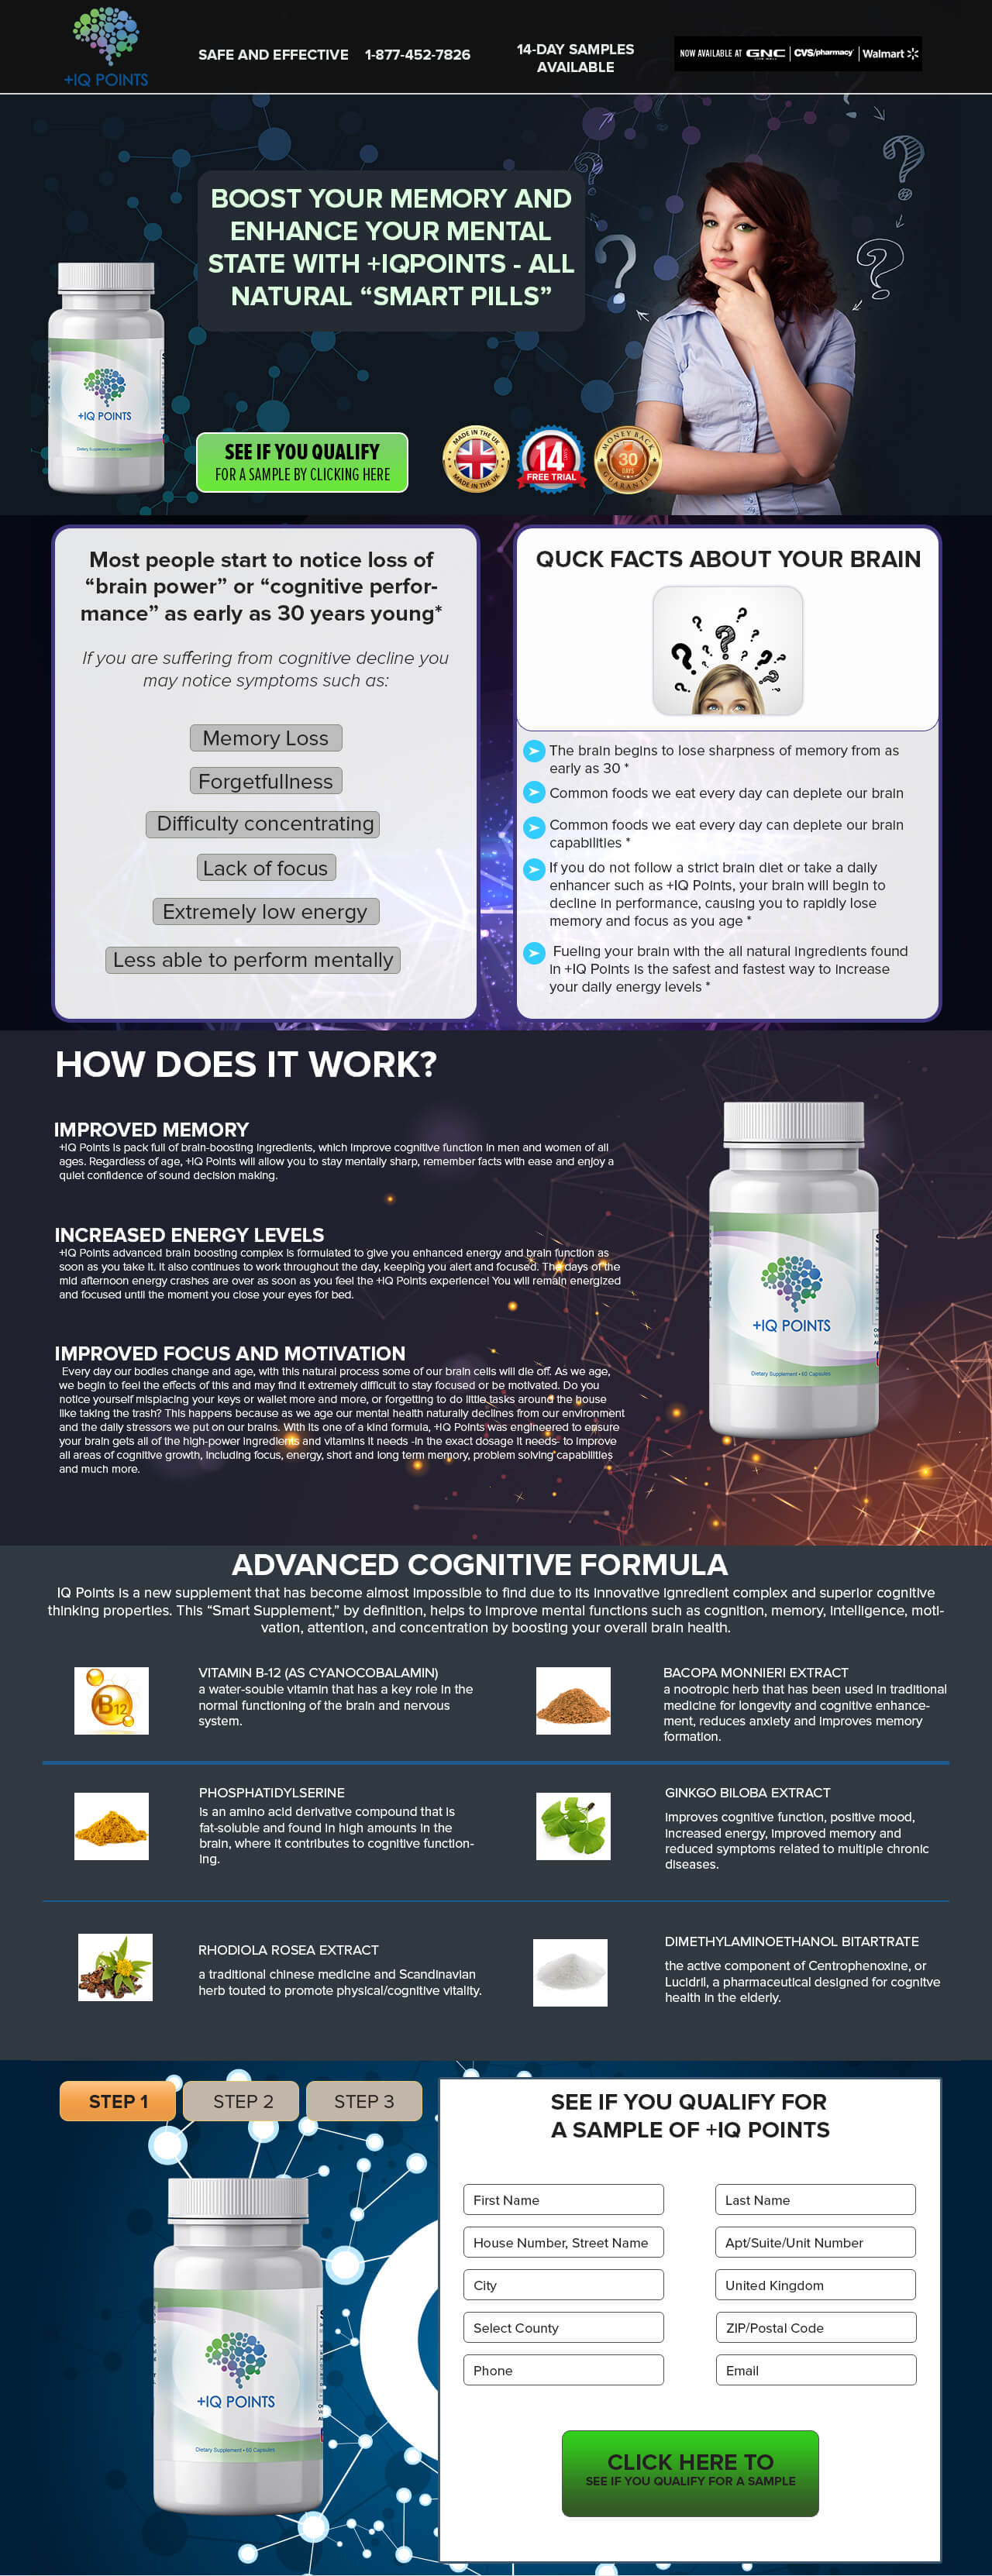 +IQ POINTS
SAFE AND EFFECTIVE 1-877-452-7826
14-DAY SAMPLES
AVAILABLE
NOW AVAILABLE AT GNC CVS/pharmacy Walmart
BOOST YOUR MEMORY AND
ENHANCE YOUR MENTAL
STATE WITH +IQPOINTS - ALL
NATURAL “SMART PILLS”
+IQ POINTS
Dietary Supplement • 60 Capsules
SEE IF YOU QUALIFY
FOR A SAMPLE BY CLICKING HERE
MADE IN THE UK
MADE IN THE UK
14 DAYS
FREE TRIAL
MONEY BACK
30
DAYS
GUARANTEE
Most people start to notice loss of
“brain power” or “cognitive perfor-
mance” as early as 30 years young*
If you are suffering from cognitive decline you
may notice symptoms such as:
Memory Loss
Forgetfullness
Difficulty concentrating
Lack of focus
Extremely low energy
Less able to perform mentally
QUCK FACTS ABOUT YOUR BRAIN
The brain begins to lose sharpness of memory from as
early as 30 *
Common foods we eat every day can deplete our brain
Common foods we eat every day can deplete our brain
capabilities *
If you do not follow a strict brain diet or take a daily
enhancer such as +IQ Points, your brain will begin to
decline in performance, causing you to rapidly lose
memory and focus as you age *
Fueling your brain with the all natural ingredients found
in +IQ Points is the safest and fastest way to increase
your daily energy levels *
HOW DOES IT WORK?
IMPROVED MEMORY
+IQ Points is pack full of brain-boosting ingredients, which improve cognitive function in men and women of all
ages. Regardless of age, +IQ Points will allow you to stay mentally sharp, remember facts with ease and enjoy a
quiet confidence of sound decision making.
INCREASED ENERGY LEVELS
+IQ Points advanced brain boosting complex is formulated to give you enhanced energy and brain function as
soon as you take it. It also continues to work throughout the day, keeping you alert and focused. The days of the
mid afternoon energy crashes are over as soon as you feel the +IQ Points experience! You will remain energized
and focused until the moment you close your eyes for bed.
IMPROVED FOCUS AND MOTIVATION
Every day our bodies change and age, with this natural process some of our brain cells will die off. As we age,
we begin to feel the effects of this and may find it extremely difficult to stay focused or be motivated. Do you
notice yourself misplacing your keys or wallet more and more, or forgetting to do little tasks around the house
like taking the trash? This happens because as we age our mental health naturally declines from our environment
and the daily stressors we put on our brains. With its one of a kind formula, +IQ Points was engineered to ensure
your brain gets all of the high-power ingredients and vitamins it needs -in the exact dosage it needs- to improve
all areas of cognitive growth, including focus, energy, short and long term memory, problem solving capabilities
and much more.
+IQ POINTS
Dietary Supplement • 60 Capsules
ADVANCED COGNITIVE FORMULA
IQ Points is a new supplement that has become almost impossible to find due to its innovative ignredient complex and superior cognitive
thinking properties. This “Smart Supplement,” by definition, helps to improve mental functions such as cognition, memory, intelligence, moti-
vation, attention, and concentration by boosting your overall brain health.
B12
VITAMIN B-12 (AS CYANOCOBALAMIN)
a water-souble vitamin that has a key role in the
normal functioning of the brain and nervous
system.
BACOPA MONNIERI EXTRACT
a nootropic herb that has been used in traditional
medicine for longevity and cognitive enhance-
ment, reduces anxiety and improves memory
formation.
PHOSPHATIDYLSERINE
is an amino acid derivative compound that is
fat-soluble and found in high amounts in the
brain, where it contributes to cognitive function-
ing.
GINKGO BILOBA EXTRACT
improves cognitive function, positive mood,
increased energy, improved memory and
reduced symptoms related to multiple chronic
diseases.
RHODIOLA ROSEA EXTRACT
a traditional chinese medicine and Scandinavian
herb touted to promote physical/cognitive vitality.
DIMETHYLAMINOETHANOL BITARTRATE
the active component of Centrophenoxine, or
Lucidril, a pharmaceutical designed for cognitve
health in the elderly.
STEP 1
STEP 2
STEP 3
+IQ POINTS
Dietary Supplement • 60 Capsules
SEE IF YOU QUALIFY FOR
A SAMPLE OF +IQ POINTS
First Name
Last Name
House Number, Street Name
Apt/Suite/Unit Number
City
United Kingdom
Select County
ZIP/Postal Code
Phone
Email
CLICK HERE TO
SEE IF YOU QUALIFY FOR A SAMPLE